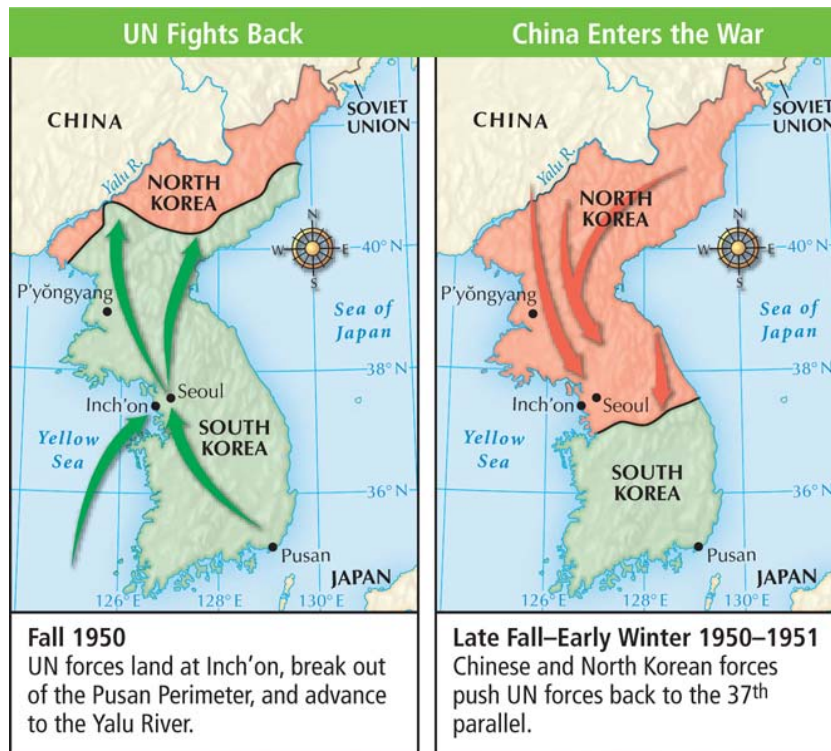 UN Fights Back
CHINA
SOVIET
UNION
Yalu R.
NORTH
KOREA
N
W E
S
40°N
P'yŏngyang
Sea of
Japan
38°N
Inch'on
Seoul
SOUTH
KOREA
Yellow
Sea
36°N
Pusan
JAPAN
126°E
128°E
130°E
Fall 1950
UN forces land at Inch'on, break out
of the Pusan Perimeter, and advance
to the Yalu River.
China Enters the War
CHINA
SOVIET
UNION
Yalu R.
NORTH
KOREA
N
W E
S
40°N
P'yŏngyang
Sea of
Japan
38°N
Inch'on
Seoul
Yellow
Sea
SOUTH
KOREA
36°N
Pusan
JAPAN
126°E
128°E
130°E
Late Fall–Early Winter 1950–1951
Chinese and North Korean forces
push UN forces back to the 37th
parallel.